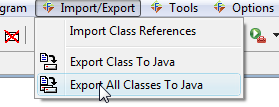 gram Import/Export Tools Options
Import Class References
Export Class To Java
Export All Classes To Java